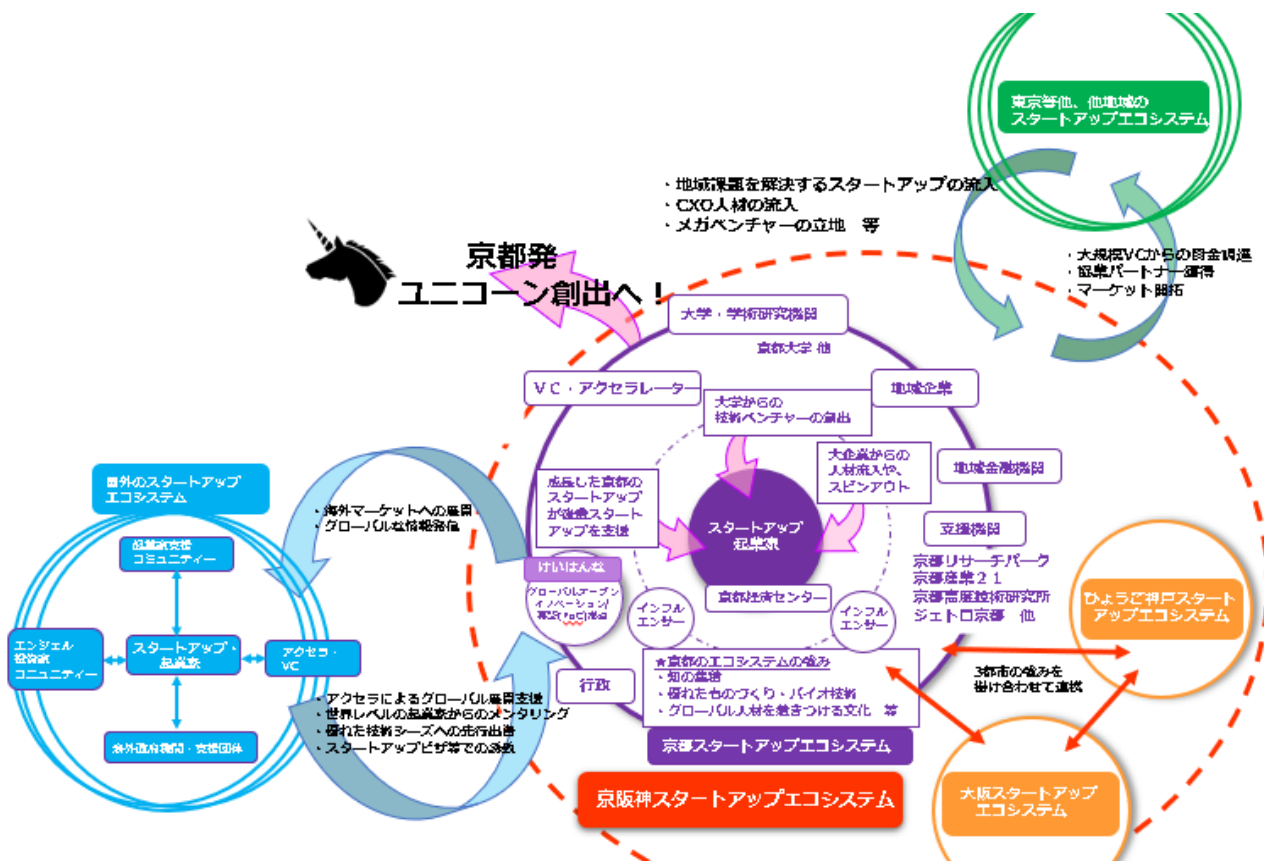 東京等他、他地域の
スタートアップエコシステム
・地域課題を解決するスタートアップの流入
・CXO人材の流入
・メガベンチャーの立地　等
・大規模VCからの資金調達
・協業パートナー獲得
・マーケット開拓
京都発
ユニコーン創出へ！
大学・学術研究機関
京都大学 他
VC・アクセラレーター
地域企業
大学からの
技術ベンチャーの創出
大企業からの
人材流入や、
スピンアウト
地域金融機関
成長した京都の
スタートアップ
が後続スタート
アップを支援
スタートアップ
起業家
支援機関
京都リサーチパーク
京都産業２１
京都高度技術研究所
ジェトロ京都　他
けいはんな
グローバルオープン
イノベーション/
(PoC)
京都経済センター
インフル
エンサー
インフル
エンサー
行政
★京都のエコシステムの強み
・知の集積
・優れたものづくり・バイオ技術
・グローバル人材を惹きつける文化　等
京都スタートアップエコシステム
京阪神スタートアップエコシステム
ひょうご神戸スタート
アップエコシステム
3都市の強みを
掛け合わせて連携
大阪スタートアップ
エコシステム
国外のスタートアップ
エコシステム
・海外マーケットへの展開
・グローバルな情報発信
起業家支援
コミュニティー
エンジェル
投資家
コミュニティー
スタートアップ・
起業家
アクセラ・
VC
海外政府機関・支援団体
・アクセラによるグローバル展開支援
・世界レベルの起業家からのメンタリング
・優れた技術シーズへの先行出資
・スタートアップビザ等での